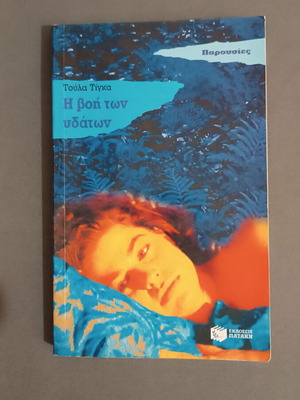 Παρουσίες
Τούλα Τίγκα
Η βοή των
υδάτων
ΕΚΔΟΣΕΙΣ
ΠΑΤΑΚΗ